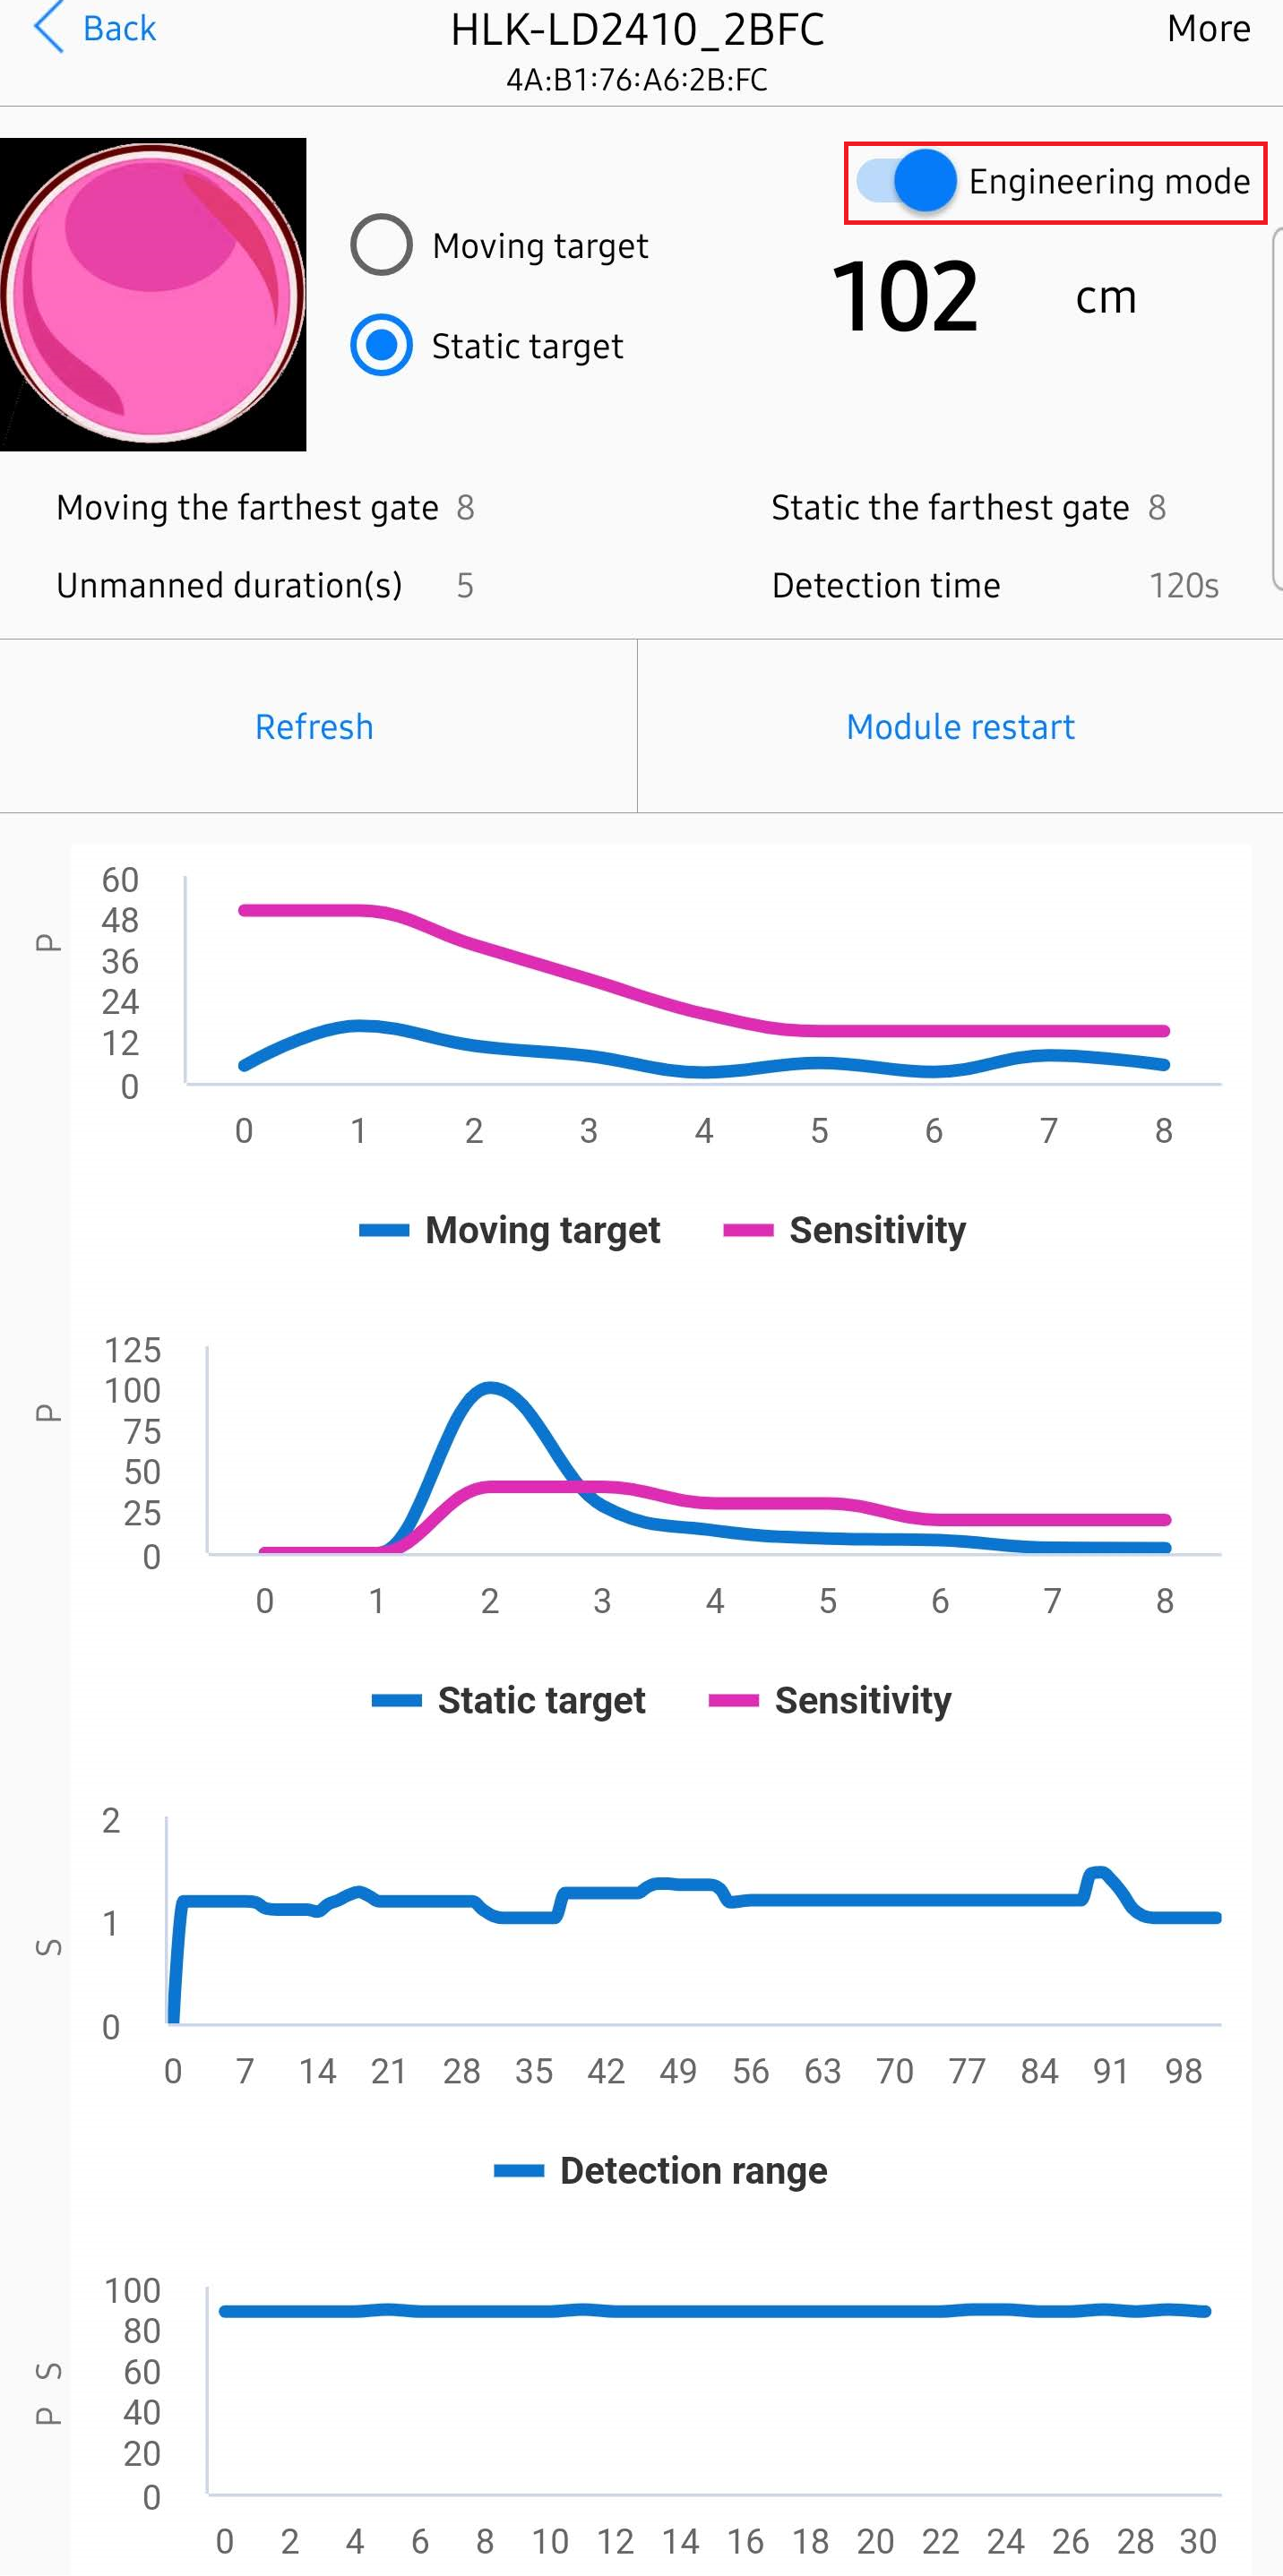 Back
HLK-LD2410_2BFC
More
4A:B1:76:A6:2B:FC
Engineering mode
Moving target
Static target
102 cm
Moving the farthest gate 8
Static the farthest gate 8
Unmanned duration(s) 5
Detection time 120s
Refresh
Module restart
P
60
48
36
24
12
0
0 1 2 3 4 5 6 7 8
Moving target Sensitivity
P
125
100
75
50
25
0
0 1 2 3 4 5 6 7 8
Static target Sensitivity
S
2
1
0
0 7 14 21 28 35 42 49 56 63 70 77 84 91 98
Detection range
P S
100
80
60
40
20
0
0 2 4 6 8 10 12 14 16 18 20 22 24 26 28 30